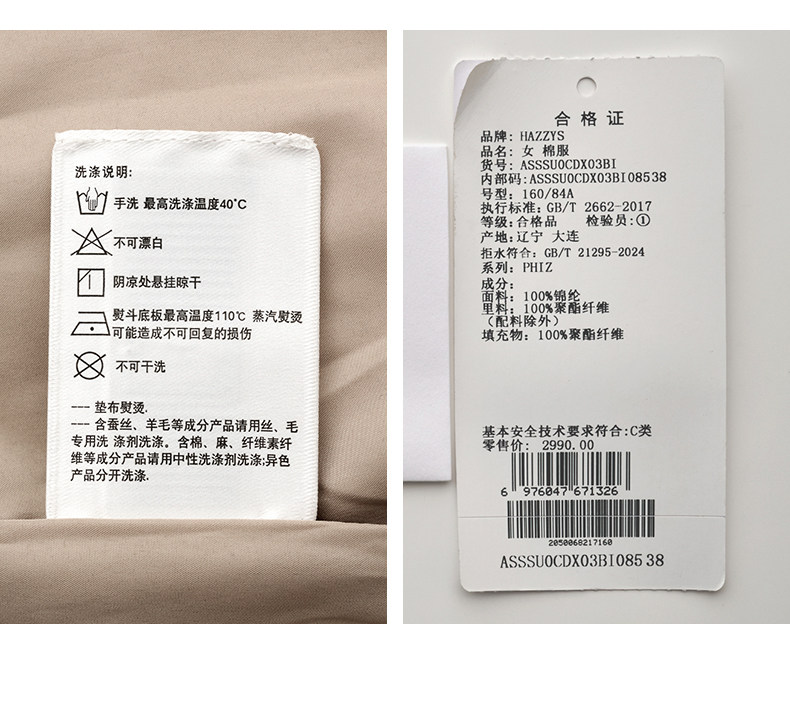 洗涤说明:
手洗 最高洗涤温度40°C
不可漂白
阴凉处悬挂晾干
熨斗底板最高温度110℃ 蒸汽熨烫
可能造成不可回复的损伤
不可干洗
--- 垫布熨烫.
--- 含蚕丝、羊毛等成分产品请用丝、毛
专用洗 涤剂洗涤。含棉、麻、纤维素纤
维等成分产品请用中性洗涤剂洗涤;异色
产品分开洗涤.
合格证
品牌: HAZZYS
品名: 女 棉服
货号: ASSSU0CDX03BI
内部码: ASSSU0CDX03BI08538
号型: 160/84A
执行标准: GB/T 2662-2017
等级: 合格品 检验员: ①
产地: 辽宁 大连
拒水符合: GB/T 21295-2024
系列: PHIZ
成分:
面料: 100%锦纶
里料: 100%聚酯纤维
(配料除外)
填充物: 100%聚酯纤维
基本安全技术要求符合:C类
零售价: 2990.00
6 976047 671326
2050068217160
ASSSU0CDX03BI08538